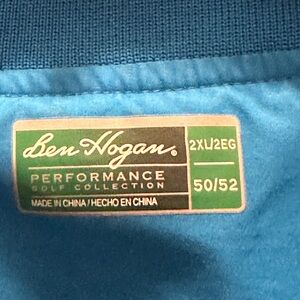 Ben Hogan®
PERFORMANCE
GOLF COLLECTION
MADE IN CHINA / HECHO EN CHINA
2XL/2EG
50/52